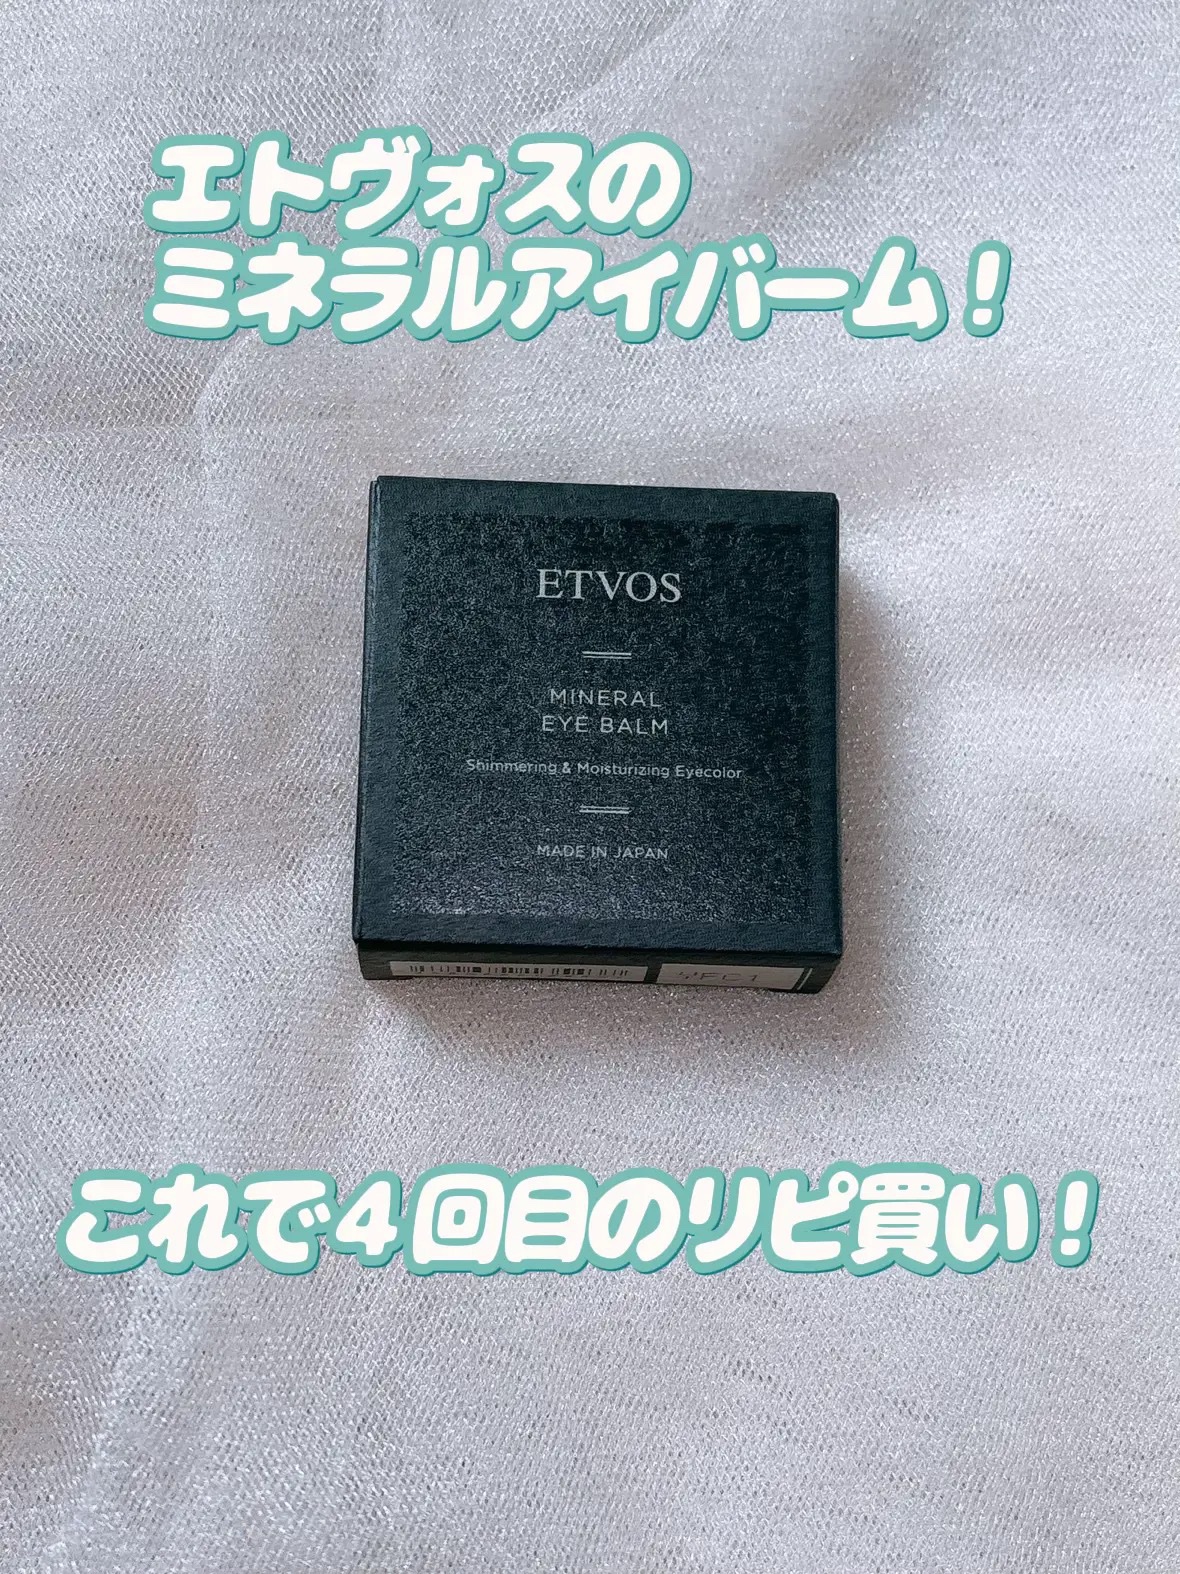 エトヴォスの
ミネラルアイバーム！
ETVOS
MINERAL
EYE BALM
Shimmering & Moisturizing Eyecolor
MADE IN JAPAN
これで4回目のリピ買い！